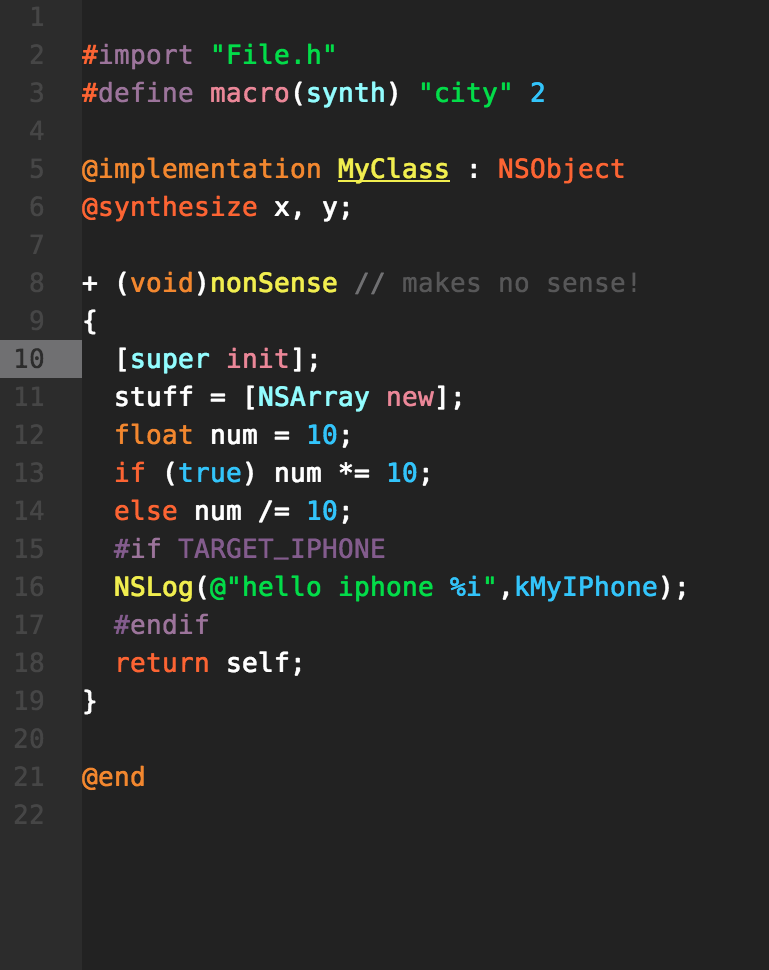 1
2 #import "File.h"
3 #define macro(synth) "city" 2
4
5 @implementation MyClass : NSObject
6 @synthesize x, y;
7
8 + (void)nonSense // makes no sense!
9 {
10   [super init];
11   stuff = [NSArray new];
12   float num = 10;
13   if (true) num *= 10;
14   else num /= 10;
15   #if TARGET_IPHONE
16   NSLog(@"hello iphone %i",kMyIPhone);
17   #endif
18   return self;
19 }
20
21 @end
22